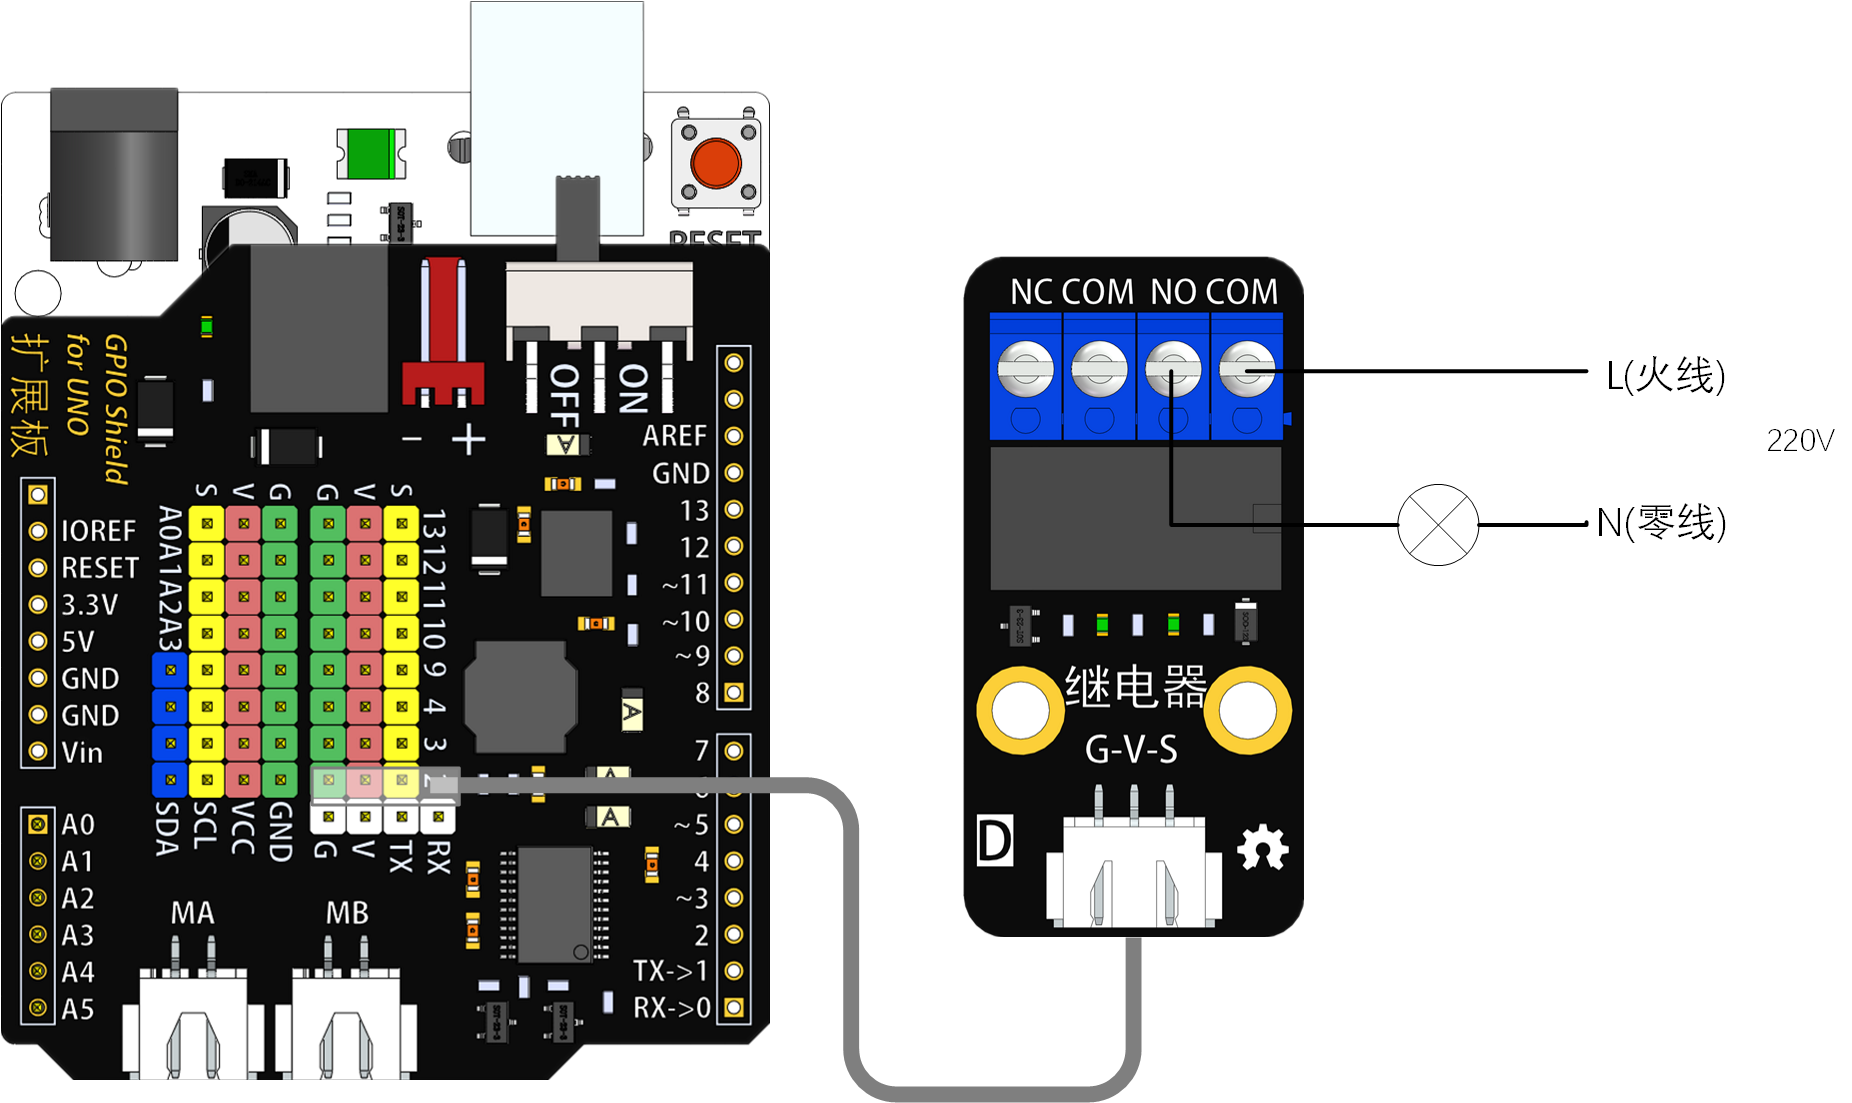 RESET
扩展板
GPIO Shield
for UNO
OFF
ON
- +
AREF
GND
13
12
~11
~10
~9
8
7
~5
4
~3
2
TX->1
RX->0
IOREF
RESET
3.3V
5V
GND
GND
Vin
A0
A1
A2
A3
A4
A5
S V G G V S
A0 A1 A2 A3
13 12 11 10 9 4 3 2
SDA SCL VCC GND
G V TX RX
MA
MB
A
A
A
A
NC COM NO COM
继电器
G-V-S
D
L(火线)
220V
N(零线)